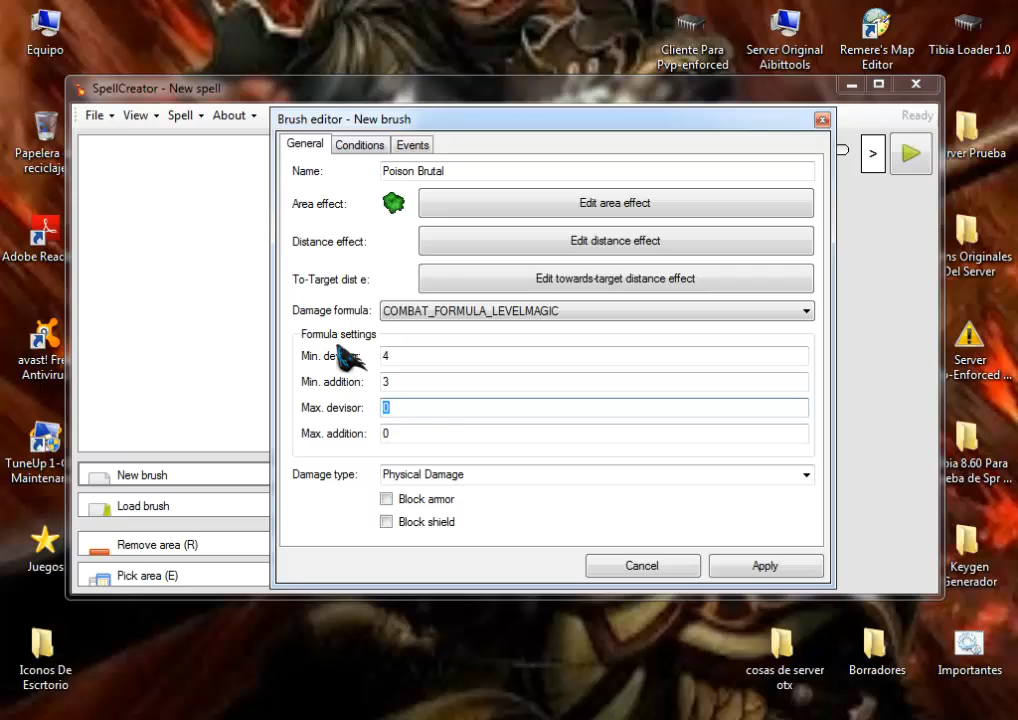 Equipo
Cliente Para
Pvp-enforced
Server Original
Aibittools
Remere's Map
Editor
Tibia Loader 1.0
SpellCreator - New spell
File
View
Spell
About
Ready
Brush editor - New brush
General
Conditions
Events
Name:
Poison Brutal
Area effect:
Edit area effect
Distance effect:
Edit distance effect
To-Target dist e:
Edit towards-target distance effect
Damage formula:
COMBAT_FORMULA_LEVELMAGIC
Formula settings
Min.
4
Min. addition:
3
Max. devisor:
0
Max. addition:
0
Damage type:
Physical Damage
Block armor
Block shield
Cancel
Apply
>
New brush
Load brush
Remove area (R)
Pick area (E)
Papelera
reciclaje
Adobe Read
avast! Fre
Antivirus
TuneUp 1-C
Mantenan
Juegos
Iconos De
Escrtorio
rver Prueba
ns Originales
Del Server
Server
o-Enforced ...
bia 8.60 Para
eba de Spr ...
Keygen
Generador
cosas de server
otx
Borradores
Importantes